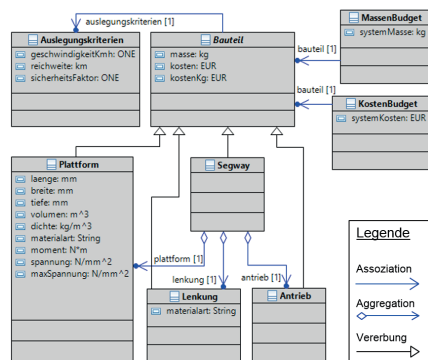 auslegungskriterien [1]
Auslegungskriterien
geschwindigkeitKmh: ONE
reichweite: km
sicherheitsFaktor: ONE
Bauteil
masse: kg
kosten: EUR
kostenKg: EUR
bauteil [1]
MassenBudget
systemMasse: kg
bauteil [1]
KostenBudget
systemKosten: EUR
Plattform
laenge: mm
breite: mm
tiefe: mm
volumen: m^3
dichte: kg/m^3
materialart: String
moment: N*m
spannung: N/mm^2
maxSpannung: N/mm^2
Segway
plattform [1]
lenkung [1]
antrieb [1]
Lenkung
materialart: String
Antrieb
Legende
Assoziation
Aggregation
Vererbung